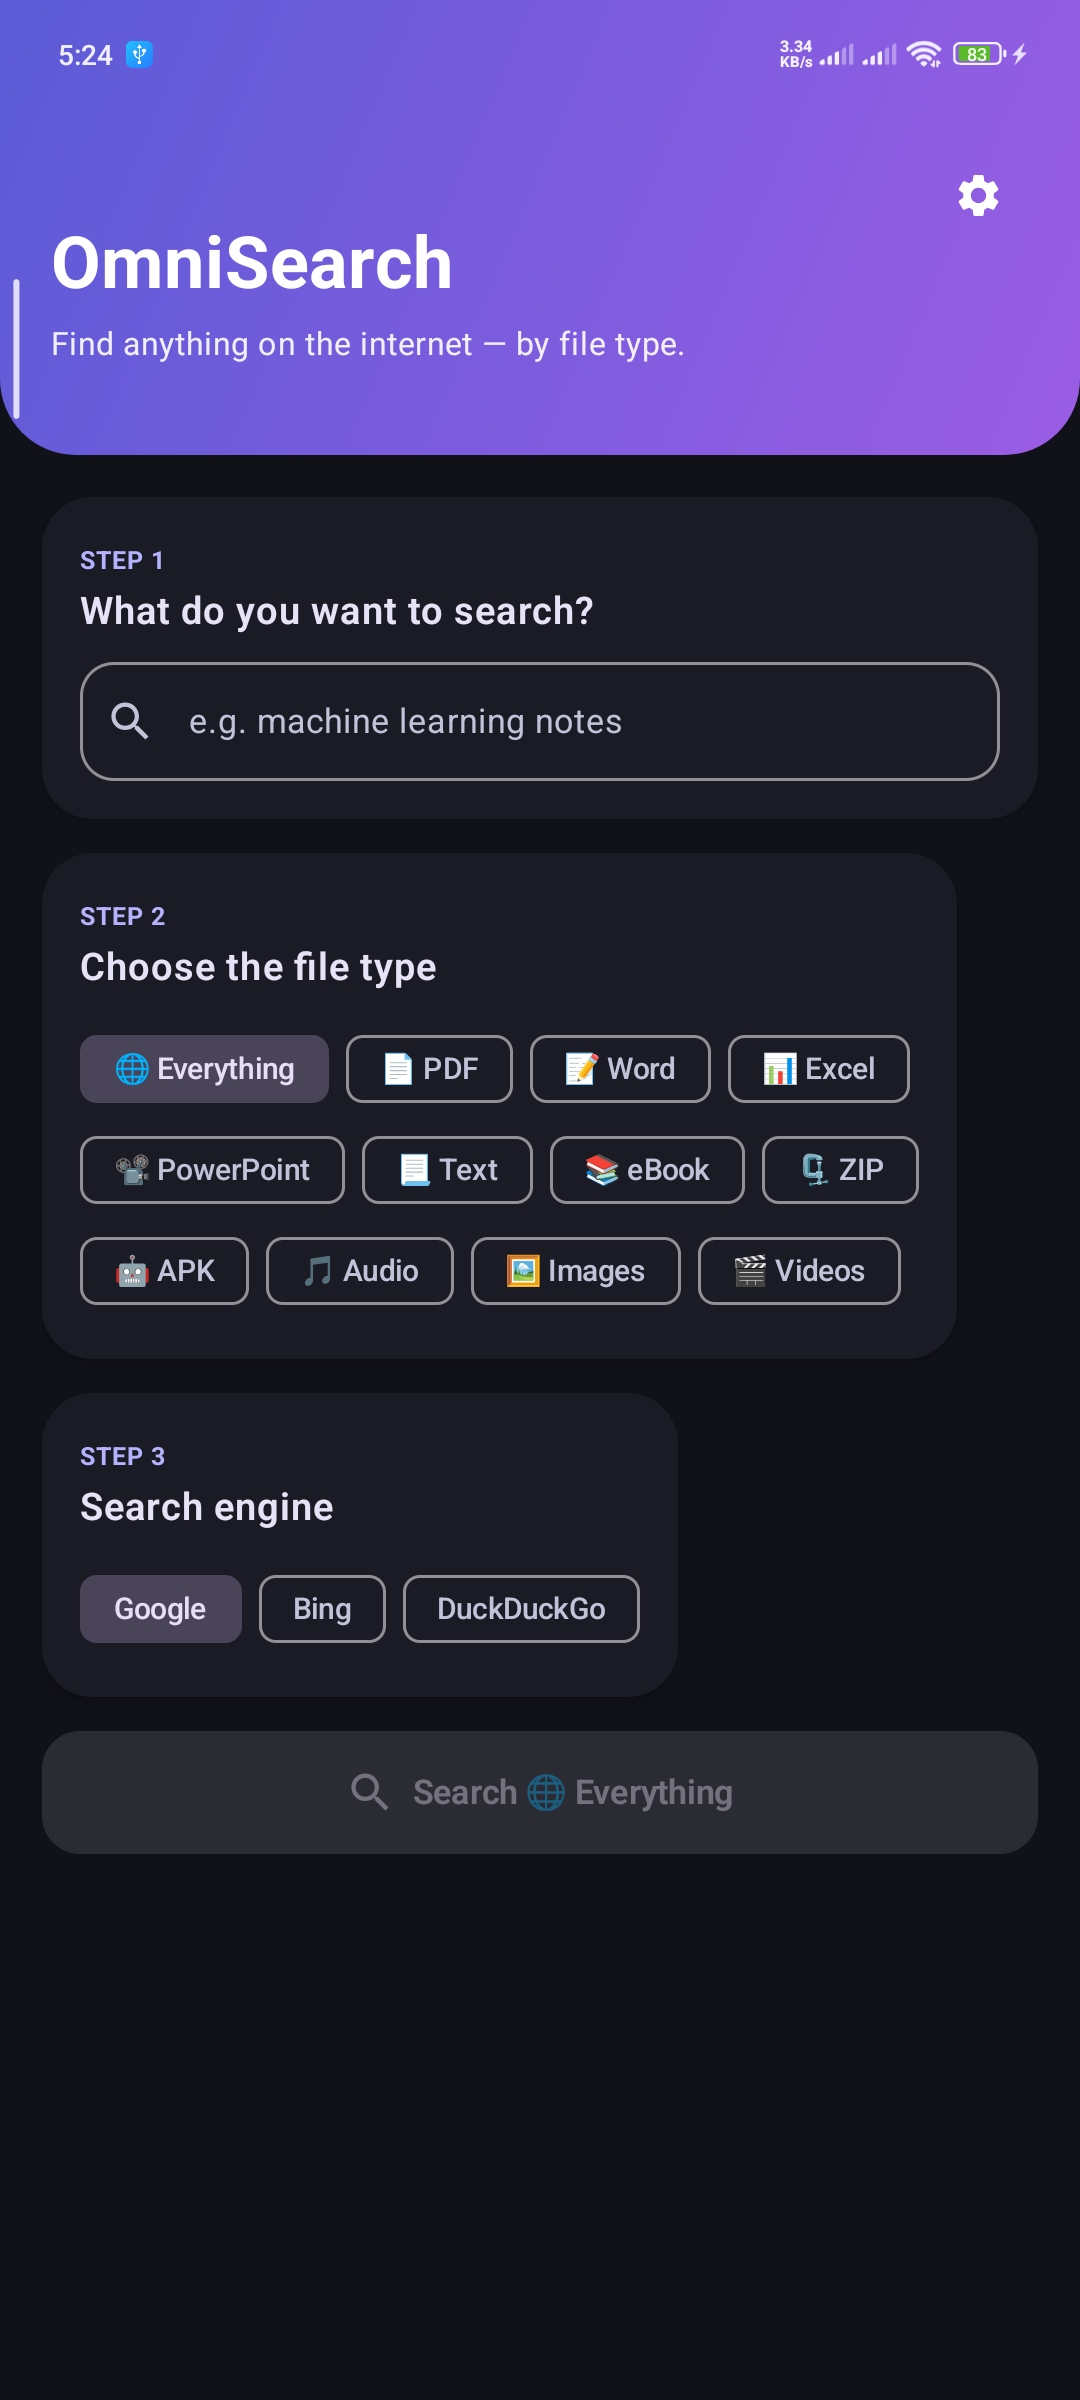 5:24
3.34
KB/s
83
OmniSearch
Find anything on the internet — by file type.
STEP 1
What do you want to search?
e.g. machine learning notes
STEP 2
Choose the file type
Everything PDF Word Excel
PowerPoint Text eBook ZIP
APK Audio Images Videos
STEP 3
Search engine
Google Bing DuckDuckGo
Search 🌐 Everything